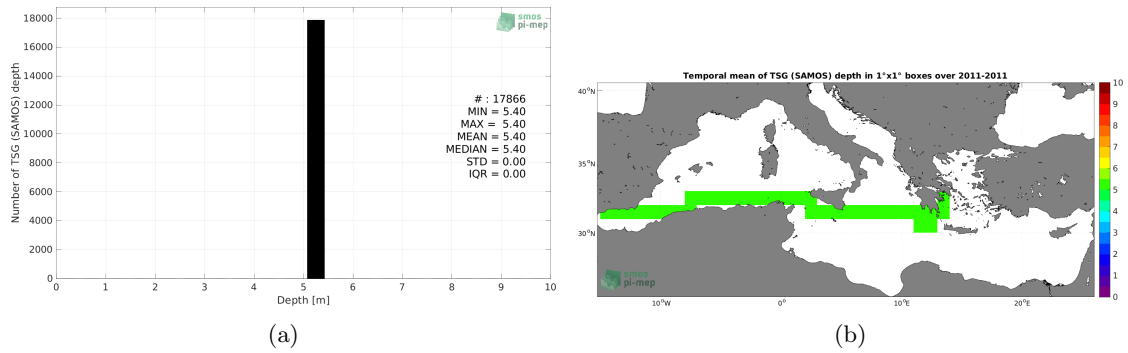 18000
16000
14000
12000
10000
8000
6000
4000
2000
0
Number of TSG (SAMOS) depth
smos
pi-mep
# : 17866
MIN = 5.40
MAX = 5.40
MEAN = 5.40
MEDIAN = 5.40
STD = 0.00
IQR = 0.00
0 1 2 3 4 5 6 7 8 9 10
Depth [m]
(a)
Temporal mean of TSG (SAMOS) depth in 1°x1° boxes over 2011-2011
40°N
35°N
30°N
10°W 0° 10°E 20°E
smos
pi-mep
10
9
8
7
6
5
4
3
2
1
0
(b)